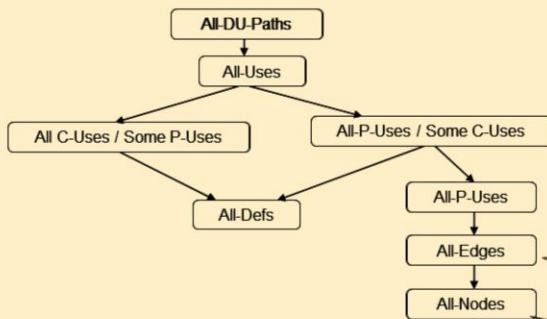 All-DU-Paths
All-Uses
All C-Uses / Some P-Uses
All-P-Uses / Some C-Uses
All-Defs
All-P-Uses
All-Edges
All-Nodes